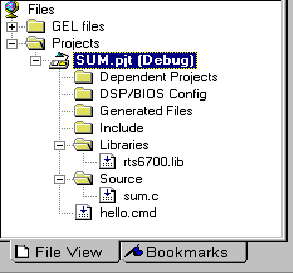 Files
GEL files
Projects
SUM.pjt (Debug)
Dependent Projects
DSP/BIOS Config
Generated Files
Include
Libraries
rts6700.lib
Source
sum.c
hello.cmd
File View Bookmarks